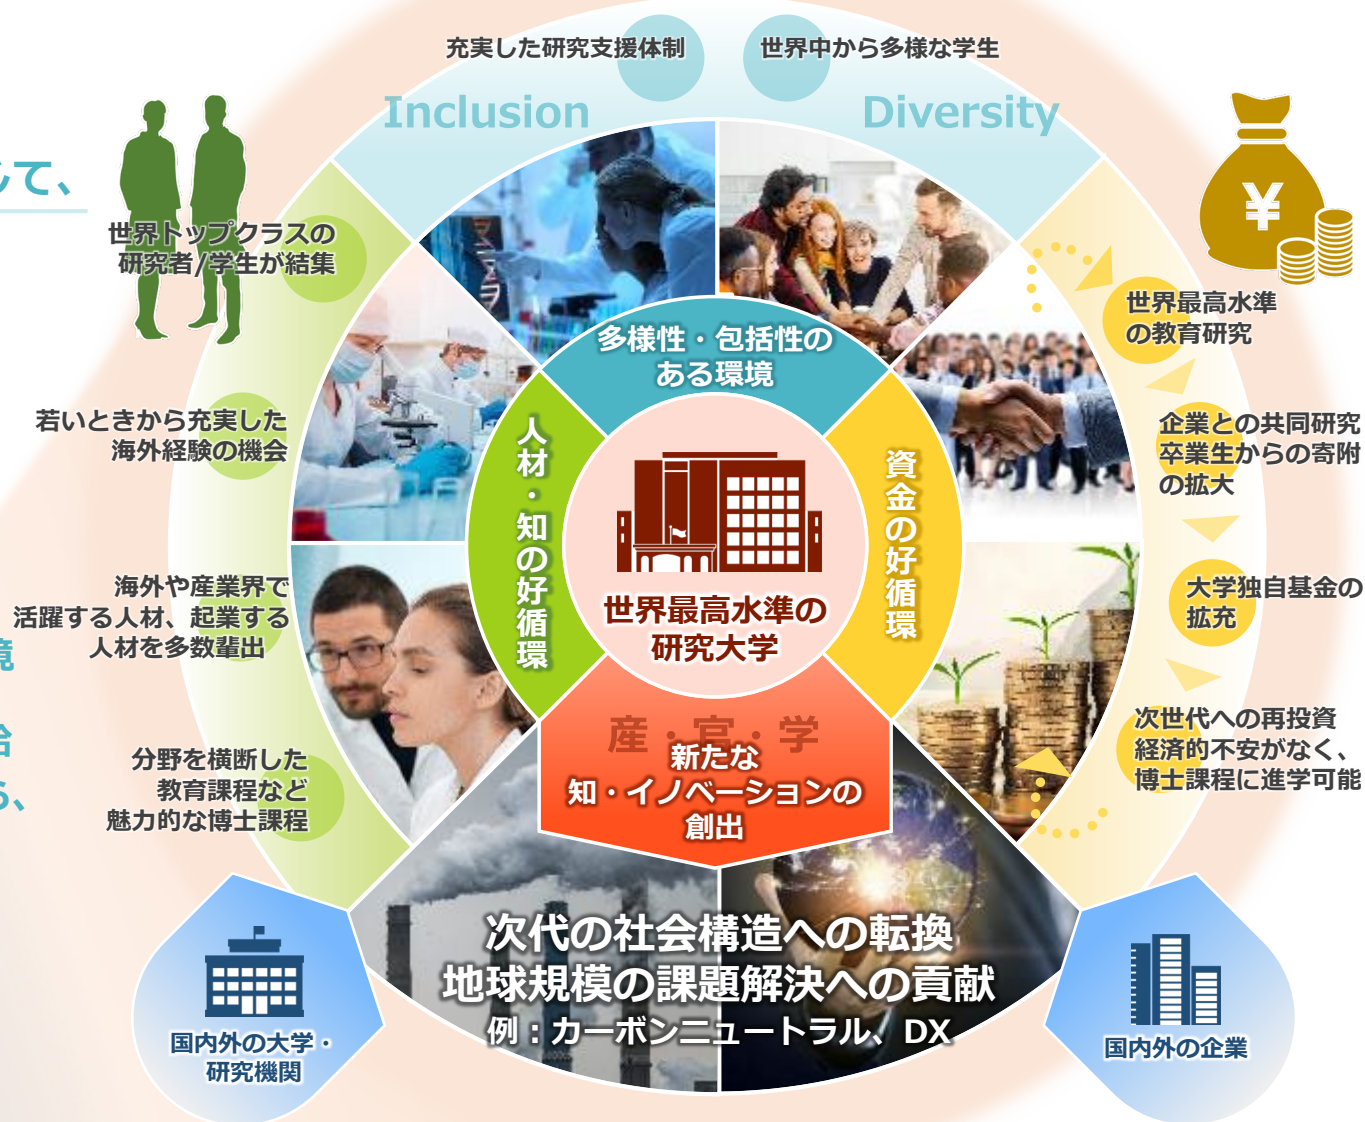 充実した研究支援体制
世界中から多様な学生
Inclusion
Diversity
して、
世界トップクラスの
研究者/学生が結集
若いときから充実した
海外経験の機会
海外や産業界で
活躍する人材、起業する
人材を多数輩出
境
分野を横断した
教育課程など
魅力的な博士課程
多様性・包括性の
ある環境
人材・知の好循環
資金の好循環
世界最高水準の
研究大学
産・官・学
新たな
知・イノベーションの
創出
¥
世界最高水準
の教育研究
企業との共同研究
卒業生からの寄附
の拡大
大学独自基金の
拡充
次世代への再投資
経済的不安がなく、
博士課程に進学可能
次代の社会構造への転換
地球規模の課題解決への貢献
例：カーボンニュートラル、DX
国内外の大学・
研究機関
国内外の企業